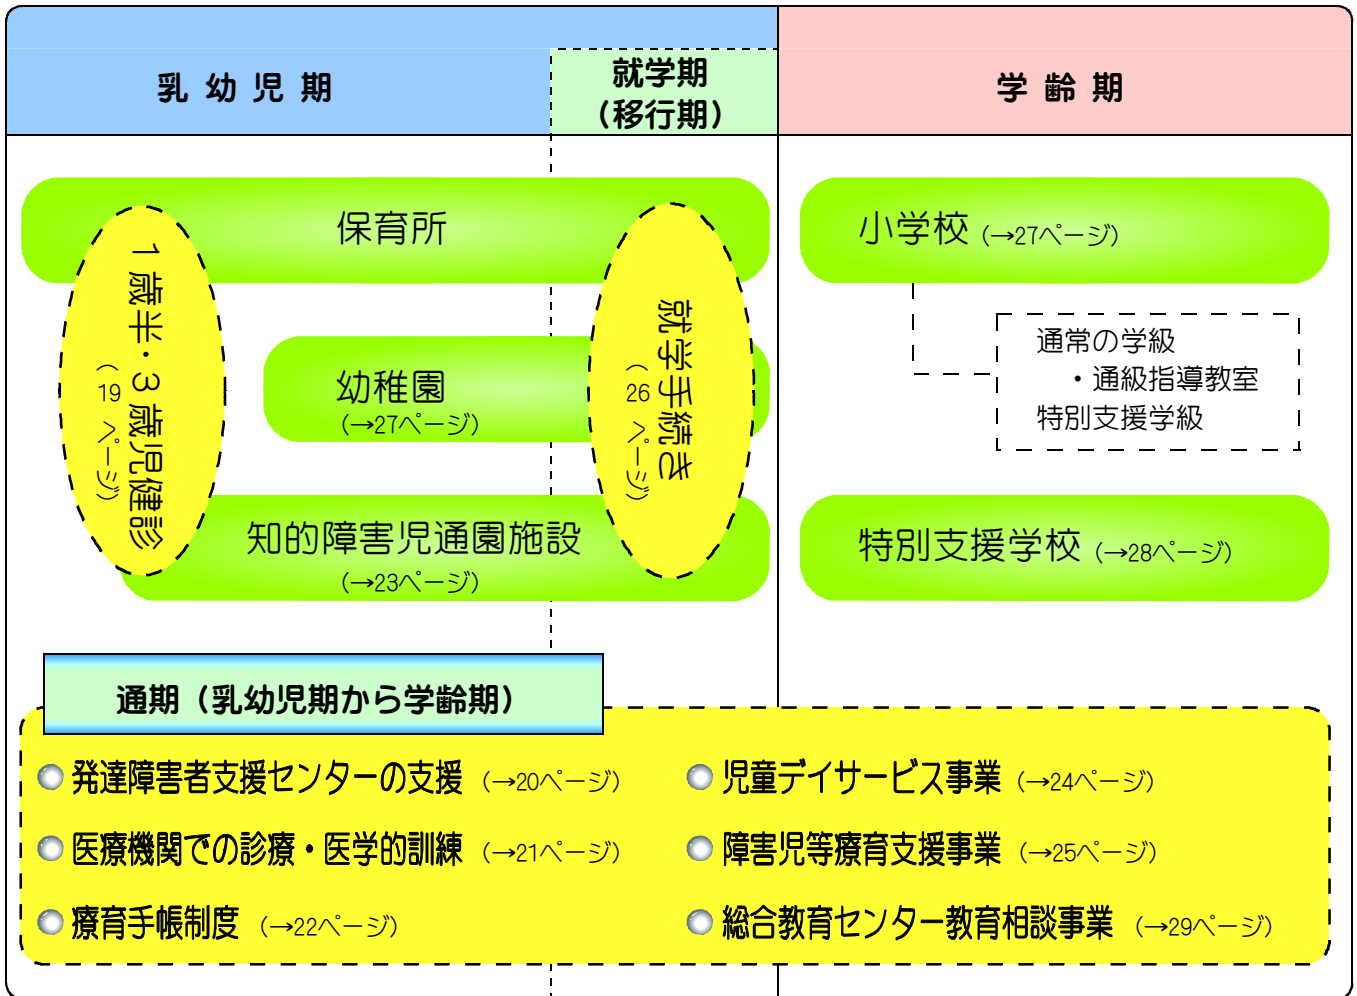 乳 幼 児 期
就学期
（移行期）
学 齢 期
保育所
小学校 （→27ページ）
1歳半・3歳児健診
（19ページ）
就学手続き
（26ページ）
通常の学級
・通級指導教室
特別支援学級
幼稚園
（→27ページ）
知的障害児通園施設
（→23ページ）
特別支援学校 （→28ページ）
通期（乳幼児期から学齢期）
発達障害者支援センターの支援 （→20ページ）
児童デイサービス事業 （→24ページ）
医療機関での診療・医学的訓練 （→21ページ）
障害児等療育支援事業 （→25ページ）
療育手帳制度 （→22ページ）
総合教育センター教育相談事業 （→29ページ）